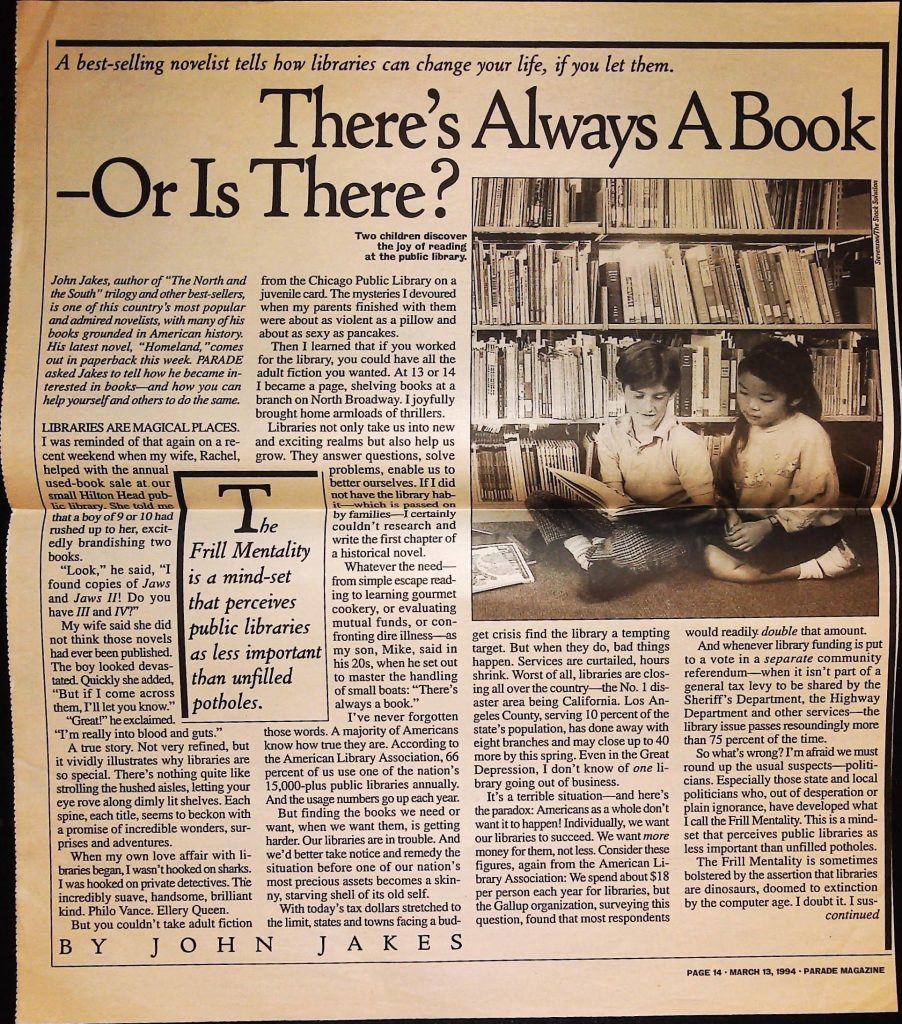 A best-selling novelist tells how libraries can change your life, if you let them.
There's Always A Book
–Or Is There?
Two children discover
the joy of reading
at the public library.
Stevenson/The Stock Solution
John Jakes, author of "The North and
the South" trilogy and other best-sellers,
is one of this country's most popular
and admired novelists, with many of his
books grounded in American history.
His latest novel, "Homeland," comes
out in paperback this week. PARADE
asked Jakes to tell how he became in-
terested in books—and how you can
help yourself and others to do the same.
LIBRARIES ARE MAGICAL PLACES.
I was reminded of that again on a re-
cent weekend when my wife, Rachel,
helped with the annual
used-book sale at our
small Hilton Head pub-
lic library. She told me
that a boy of 9 or 10 had
rushed up to her, excit-
edly brandishing two
books.
"Look," he said, "I
found copies of Jaws
and Jaws II! Do you
have III and IV?"
My wife said she did
not think those novels
had ever been published.
The boy looked devas-
tated. Quickly she added,
"But if I come across
them, I'll let you know."
"Great!" he exclaimed.
"I'm really into blood and guts."
A true story. Not very refined, but
it vividly illustrates why libraries are
so special. There's nothing quite like
strolling the hushed aisles, letting your
eye rove along dimly lit shelves. Each
spine, each title, seems to beckon with
a promise of incredible wonders, sur-
prises and adventures.
When my own love affair with li-
braries began, I wasn't hooked on sharks.
I was hooked on private detectives. The
incredibly suave, handsome, brilliant
kind. Philo Vance. Ellery Queen.
But you couldn't take adult fiction
from the Chicago Public Library on a
juvenile card. The mysteries I devoured
when my parents finished with them
were about as violent as a pillow and
about as sexy as pancakes.
Then I learned that if you worked
for the library, you could have all the
adult fiction you wanted. At 13 or 14
I became a page, shelving books at a
branch on North Broadway. I joyfully
brought home armloads of thrillers.
Libraries not only take us into new
and exciting realms but also help us
grow. They answer questions, solve
problems, enable us to
better ourselves. If I did
not have the library hab-
it—which is passed on
by families—I certainly
couldn't research and
write the first chapter of
a historical novel.
Whatever the need—
from simple escape read-
ing to learning gourmet
cookery, or evaluating
mutual funds, or con-
fronting dire illness—as
my son, Mike, said in
his 20s, when he set out
to master the handling
of small boats: "There's
always a book."
I've never forgotten
those words. A majority of Americans
know how true they are. According to
the American Library Association, 66
percent of us use one of the nation's
15,000-plus public libraries annually.
And the usage numbers go up each year.
But finding the books we need or
want, when we want them, is getting
harder. Our libraries are in trouble. And
we'd better take notice and remedy the
situation before one of our nation's
most precious assets becomes a skin-
ny, starving shell of its old self.
With today's tax dollars stretched to
the limit, states and towns facing a bud-
The
Frill Mentality
is a mind-set
that perceives
public libraries
as less important
than unfilled
potholes.
get crisis find the library a tempting
target. But when they do, bad things
happen. Services are curtailed, hours
shrink. Worst of all, libraries are clos-
ing all over the country—the No. 1 dis-
aster area being California. Los An-
geles County, serving 10 percent of the
state's population, has done away with
eight branches and may close up to 40
more by this spring. Even in the Great
Depression, I don't know of one li-
brary going out of business.
It's a terrible situation—and here's
the paradox: Americans as a whole don't
want it to happen! Individually, we want
our libraries to succeed. We want more
money for them, not less. Consider these
figures, again from the American Li-
brary Association: We spend about $18
per person each year for libraries, but
the Gallup organization, surveying this
question, found that most respondents
would readily double that amount.
And whenever library funding is put
to a vote in a separate community
referendum—when it isn't part of a
general tax levy to be shared by the
Sheriff's Department, the Highway
Department and other services—the
library issue passes resoundingly more
than 75 percent of the time.
So what's wrong? I'm afraid we must
round up the usual suspects—politi-
cians. Especially those state and local
politicians who, out of desperation or
plain ignorance, have developed what
I call the Frill Mentality. This is a mind-
set that perceives public libraries as
less important than unfilled potholes.
The Frill Mentality is sometimes
bolstered by the assertion that libraries
are dinosaurs, doomed to extinction
by the computer age. I doubt it. I sus-
continued
BY JOHN JAKES
PAGE 14 · MARCH 13, 1994 · PARADE MAGAZINE